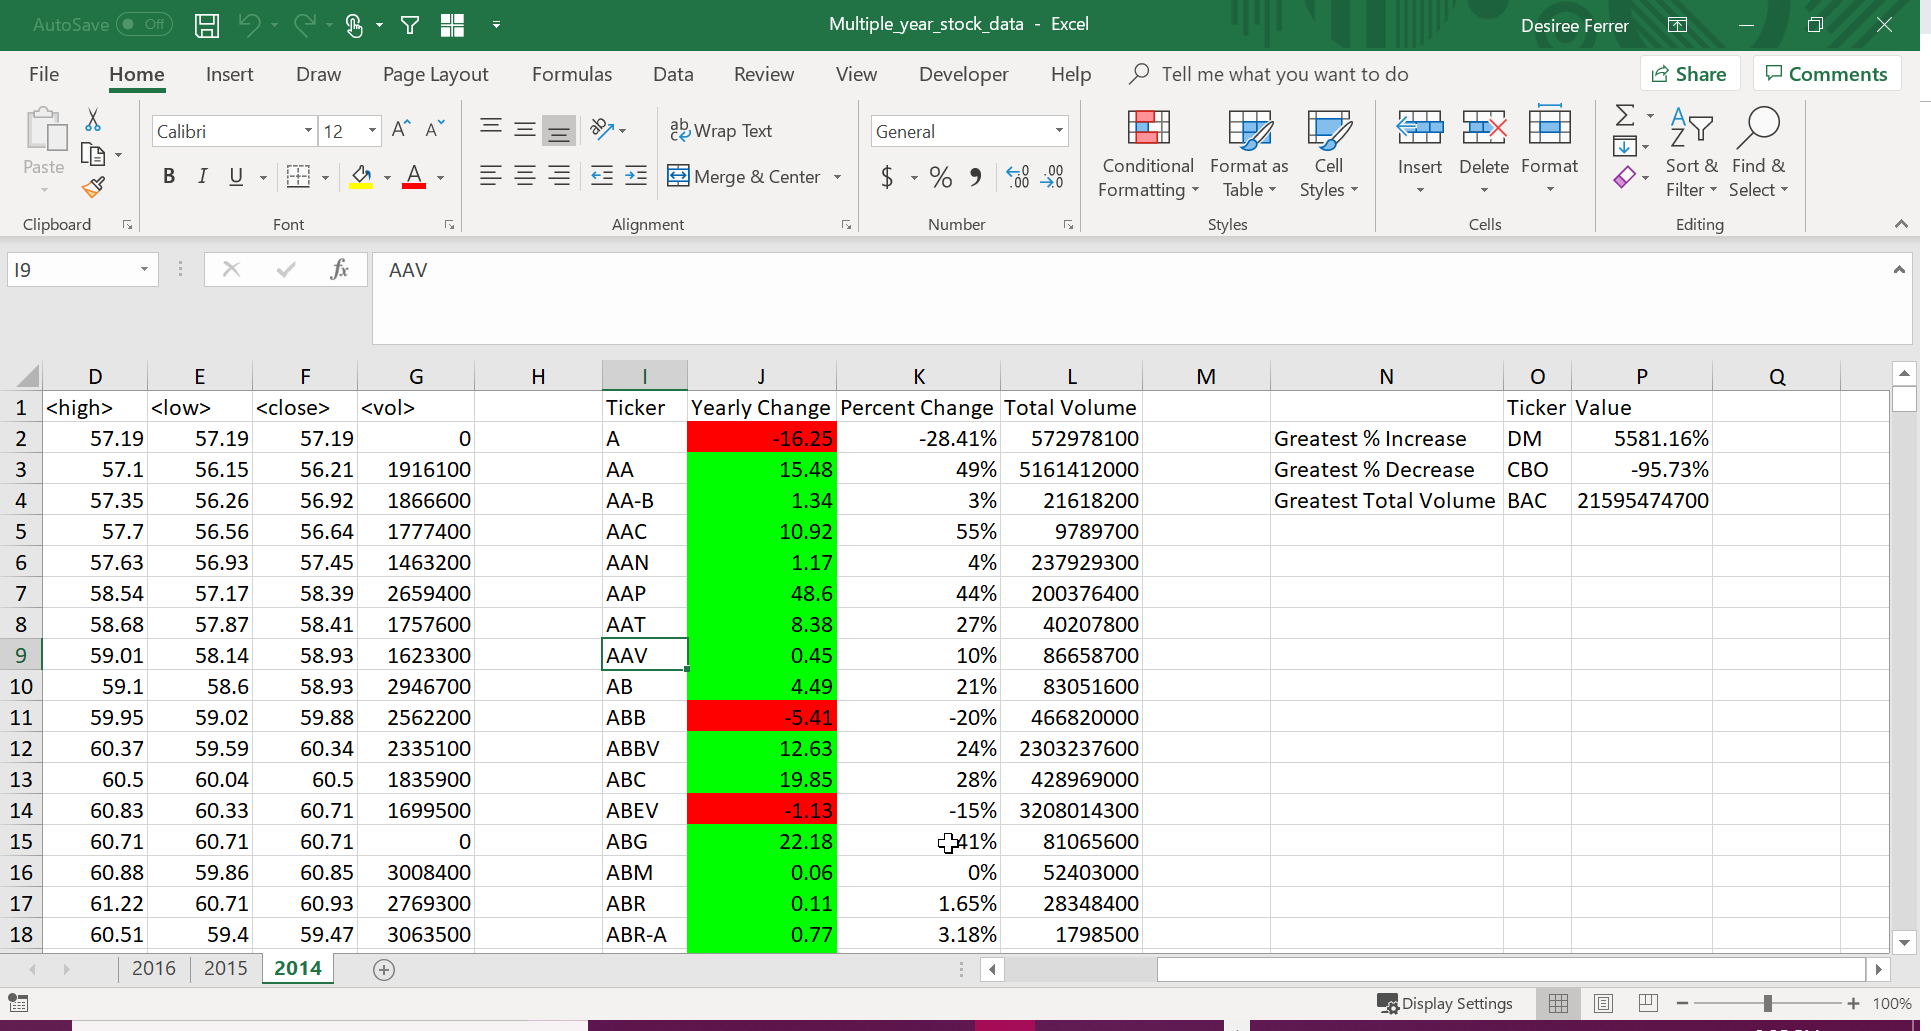 AutoSave Off Multiple_year_stock_data - Excel Desiree Ferrer
File Home Insert Draw Page Layout Formulas Data Review View Developer Help Tell me what you want to do Share Comments
Paste
Clipboard
Calibri 12
B I U
Font
Wrap Text
Merge & Center
Alignment
General
$ % 9 .00 .00
Number
Conditional Formatting
Format as Table
Cell Styles
Styles
Insert Delete Format
Cells
Sort & Filter
Find & Select
Editing
I9 fx AAV
D E F G H I J K L M N O P Q
1 <high> <low> <close> <vol> Ticker Yearly Change Percent Change Total Volume Ticker Value
2 57.19 57.19 57.19 0 A -16.25 -28.41% 572978100 Greatest % Increase DM 5581.16%
3 57.1 56.15 56.21 1916100 AA 15.48 49% 5161412000 Greatest % Decrease CBO -95.73%
4 57.35 56.26 56.92 1866600 AA-B 1.34 3% 21618200 Greatest Total Volume BAC 21595474700
5 57.7 56.56 56.64 1777400 AAC 10.92 55% 9789700
6 57.63 56.93 57.45 1463200 AAN 1.17 4% 237929300
7 58.54 57.17 58.39 2659400 AAP 48.6 44% 200376400
8 58.68 57.87 58.41 1757600 AAT 8.38 27% 40207800
9 59.01 58.14 58.93 1623300 AAV 0.45 10% 86658700
10 59.1 58.6 58.93 2946700 AB 4.49 21% 83051600
11 59.95 59.02 59.88 2562200 ABB -5.41 -20% 466820000
12 60.37 59.59 60.34 2335100 ABBV 12.63 24% 2303237600
13 60.5 60.04 60.5 1835900 ABC 19.85 28% 428969000
14 60.83 60.33 60.71 1699500 ABEV -1.13 -15% 3208014300
15 60.71 60.71 60.71 0 ABG 22.18 41% 81065600
16 60.88 59.86 60.85 3008400 ABM 0.06 0% 52403000
17 61.22 60.71 60.93 2769300 ABR 0.11 1.65% 28348400
18 60.51 59.4 59.47 3063500 ABR-A 0.77 3.18% 1798500
2016 2015 2014
Display Settings 100%